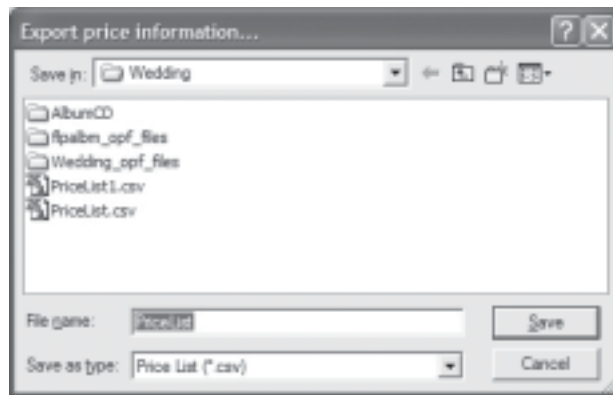 Export price information...
Save in: Wedding
AlbumCD
flpalbm_opf_files
Wedding_opf_files
PriceList1.csv
PriceList.csv
File name: PriceList
Save
Save as type: Price List (*.csv)
Cancel